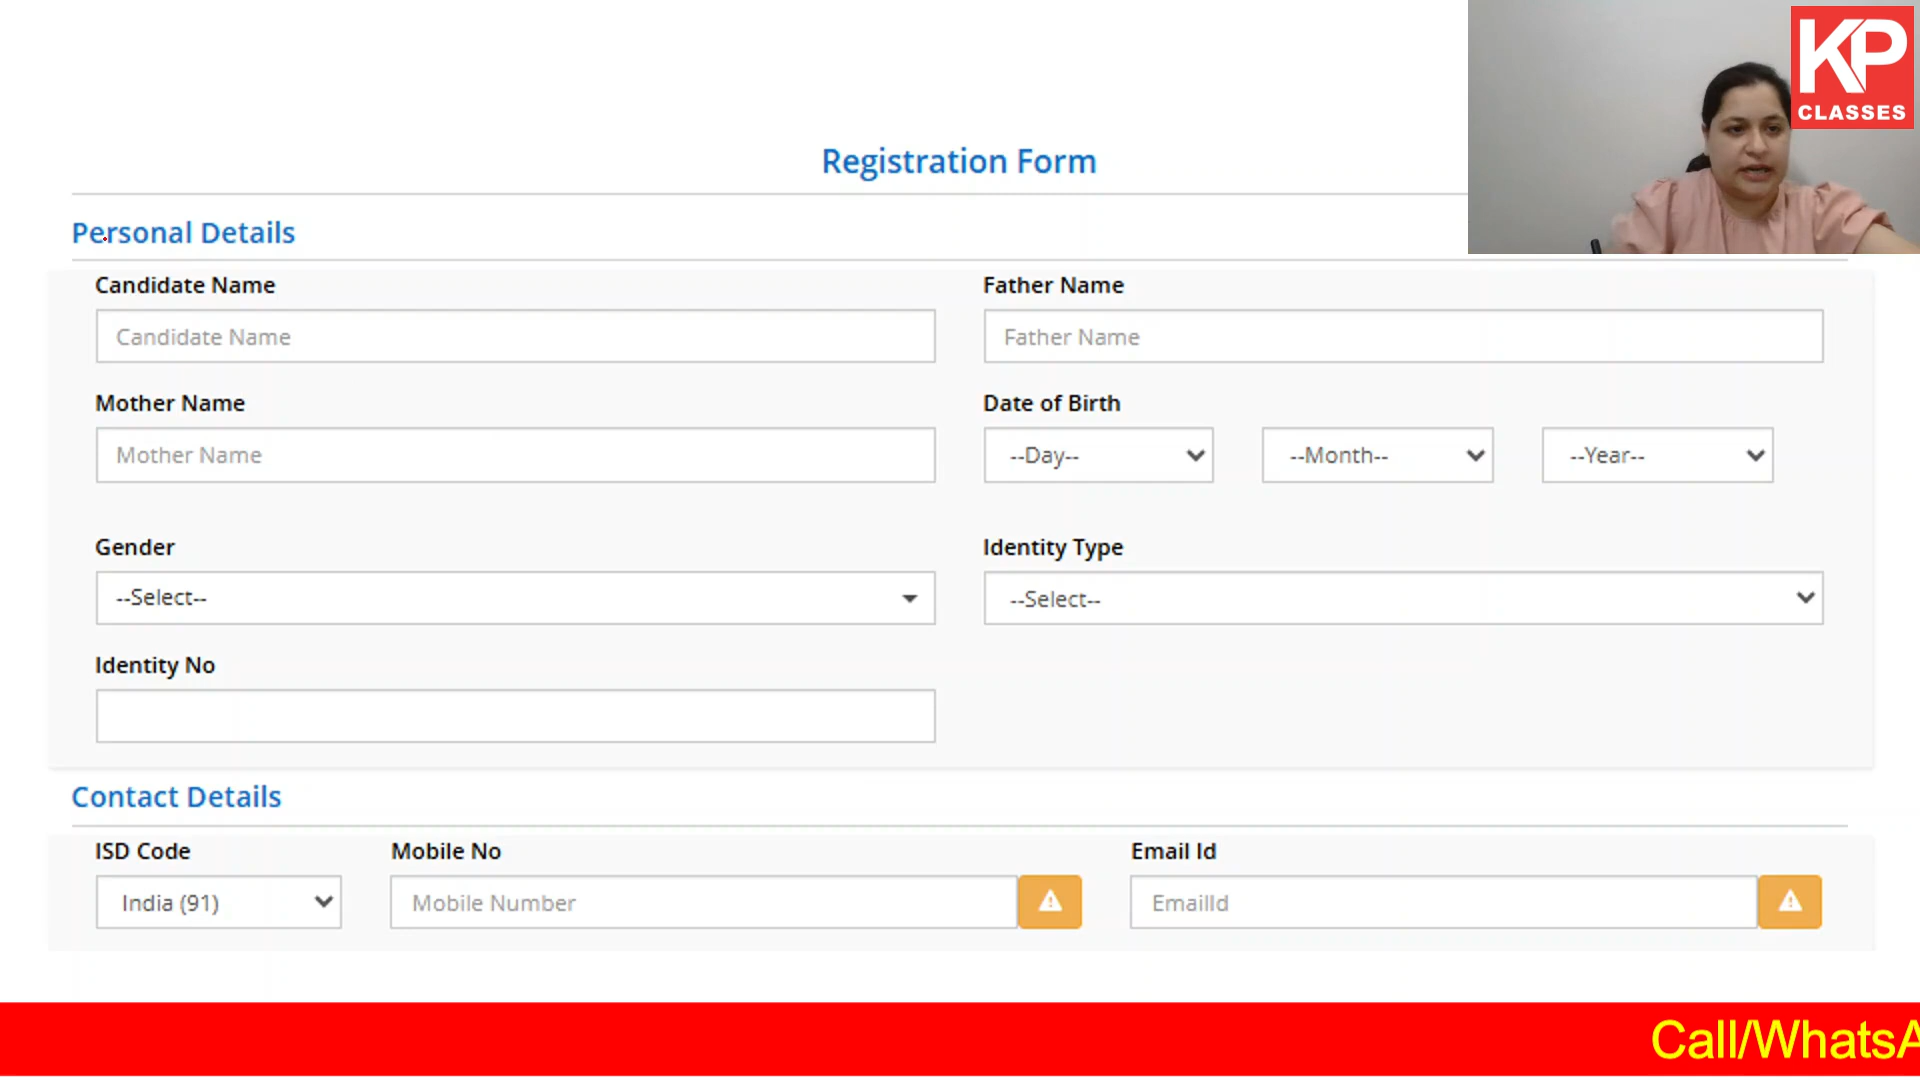 KP
CLASSES
Registration Form
Personal Details
Candidate Name
Father Name
Candidate Name
Father Name
Mother Name
Date of Birth
Mother Name
--Day--
--Month--
--Year--
Gender
Identity Type
--Select--
--Select--
Identity No
Contact Details
ISD Code
Mobile No
Email Id
India (91)
Mobile Number
EmailId
Call/WhatsA